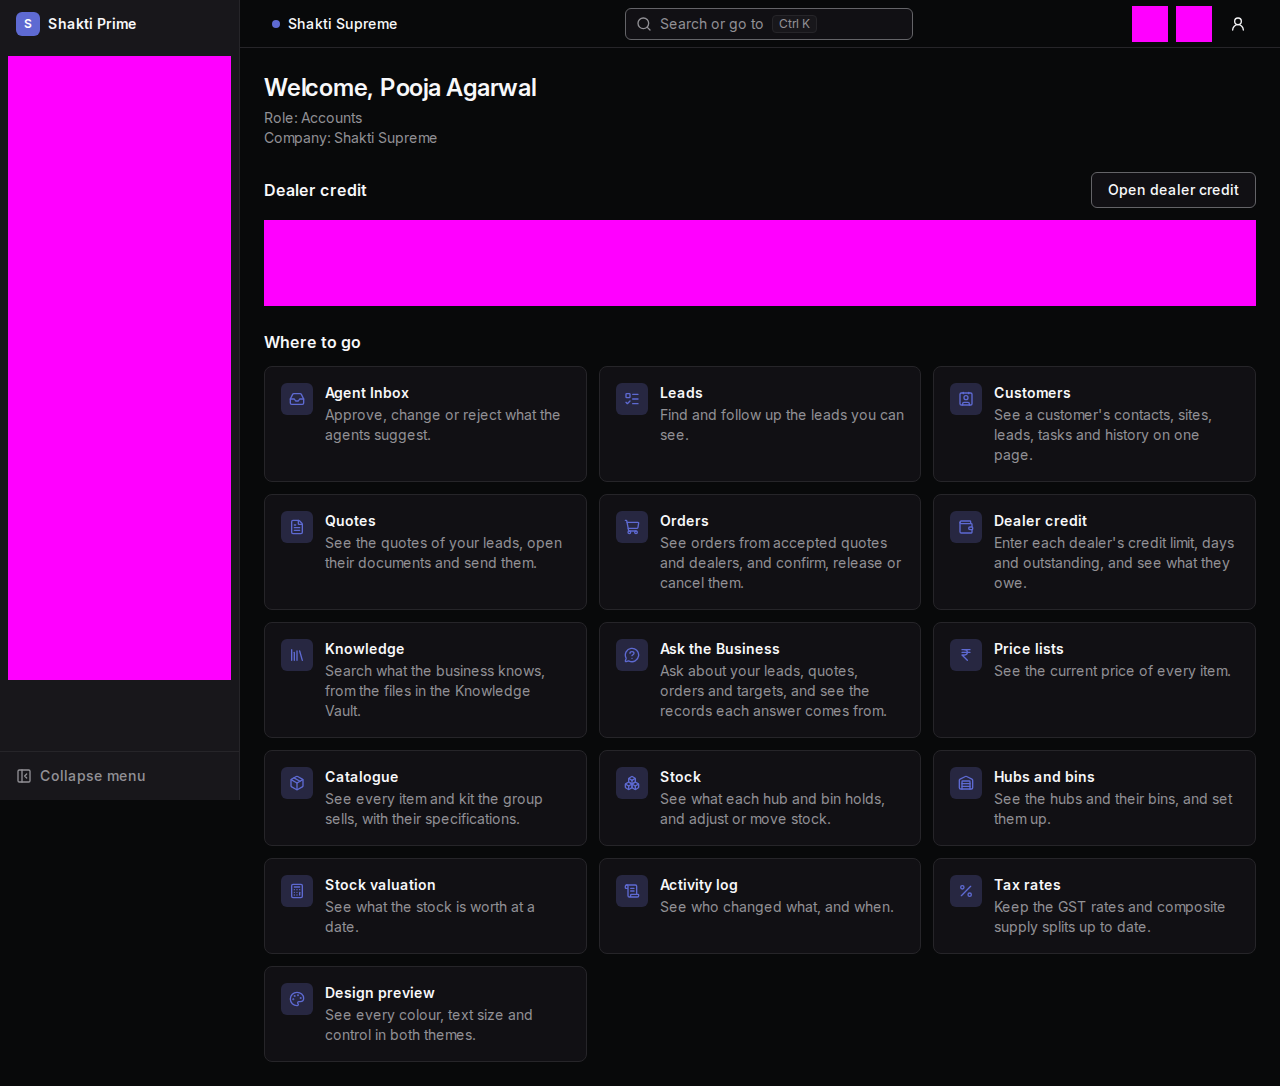 S Shakti Prime
Shakti Supreme
Search or go to Ctrl K
Welcome, Pooja Agarwal
Role: Accounts
Company: Shakti Supreme
Dealer credit
Open dealer credit
Where to go
Agent Inbox
Approve, change or reject what the
agents suggest.
Leads
Find and follow up the leads you can
see.
Customers
See a customer's contacts, sites,
leads, tasks and history on one
page.
Quotes
See the quotes of your leads, open
their documents and send them.
Orders
See orders from accepted quotes
and dealers, and confirm, release or
cancel them.
Dealer credit
Enter each dealer's credit limit, days
and outstanding, and see what they
owe.
Knowledge
Search what the business knows,
from the files in the Knowledge
Vault.
Ask the Business
Ask about your leads, quotes,
orders and targets, and see the
records each answer comes from.
Price lists
See the current price of every item.
Collapse menu
Catalogue
See every item and kit the group
sells, with their specifications.
Stock
See what each hub and bin holds,
and adjust or move stock.
Hubs and bins
See the hubs and their bins, and set
them up.
Stock valuation
See what the stock is worth at a
date.
Activity log
See who changed what, and when.
Tax rates
Keep the GST rates and composite
supply splits up to date.
Design preview
See every colour, text size and
control in both themes.